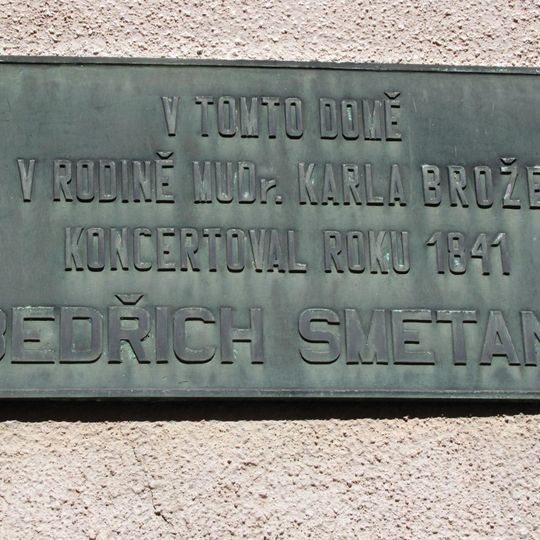 V TOMTO DOMĚ
V RODINĚ MUDr. KARLA BROŽE
KONCERTOVAL ROKU 1841
BEDŘICH SMETAN